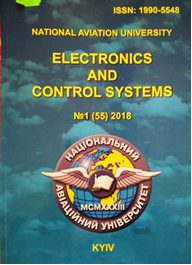 ISSN: 1990-5548
NATIONAL AVIATION UNIVERSITY
ELECTRONICS
AND
CONTROL SYSTEMS
№1 (55) 2018
НАЦІОНАЛЬНИЙ
MCMXXXIII
АВІАЦІЙНИЙ УНІВЕРСИТЕТ
KYIV